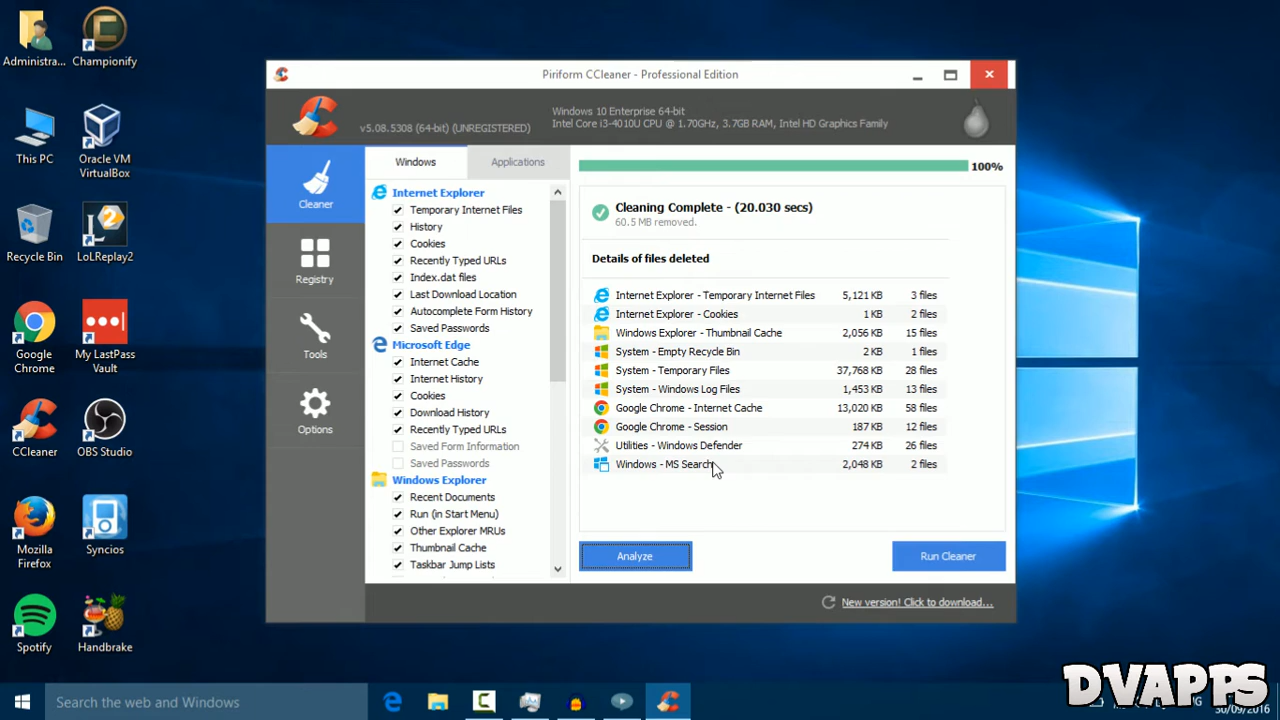 Administra...
Championify
This PC
Oracle VM
VirtualBox
Recycle Bin
LoLReplay2
Google
Chrome
My LastPass
Vault
CCleaner
OBS Studio
Mozilla
Firefox
Syncios
Spotify
Handbrake
Piriform CCleaner - Professional Edition
v5.08.5308 (64-bit) (UNREGISTERED)
Windows 10 Enterprise 64-bit
Intel Core i3-4010U CPU @ 1.70GHz, 3.7GB RAM, Intel HD Graphics Family
Cleaner
Registry
Tools
Options
Windows
Applications
Internet Explorer
Temporary Internet Files
History
Cookies
Recently Typed URLs
Index.dat files
Last Download Location
Autocomplete Form History
Saved Passwords
Microsoft Edge
Internet Cache
Internet History
Cookies
Download History
Recently Typed URLs
Saved Form Information
Saved Passwords
Windows Explorer
Recent Documents
Run (in Start Menu)
Other Explorer MRUs
Thumbnail Cache
Taskbar Jump Lists
100%
Cleaning Complete - (20.030 secs)
60.5 MB removed.
Details of files deleted
Internet Explorer - Temporary Internet Files 5,121 KB 3 files
Internet Explorer - Cookies 1 KB 2 files
Windows Explorer - Thumbnail Cache 2,056 KB 15 files
System - Empty Recycle Bin 2 KB 1 files
System - Temporary Files 37,768 KB 28 files
System - Windows Log Files 1,453 KB 13 files
Google Chrome - Internet Cache 13,020 KB 58 files
Google Chrome - Session 187 KB 12 files
Utilities - Windows Defender 274 KB 26 files
Windows - MS Search 2,048 KB 2 files
Analyze
Run Cleaner
New version! Click to download...
Search the web and Windows
DVAPPS
30/09/2016